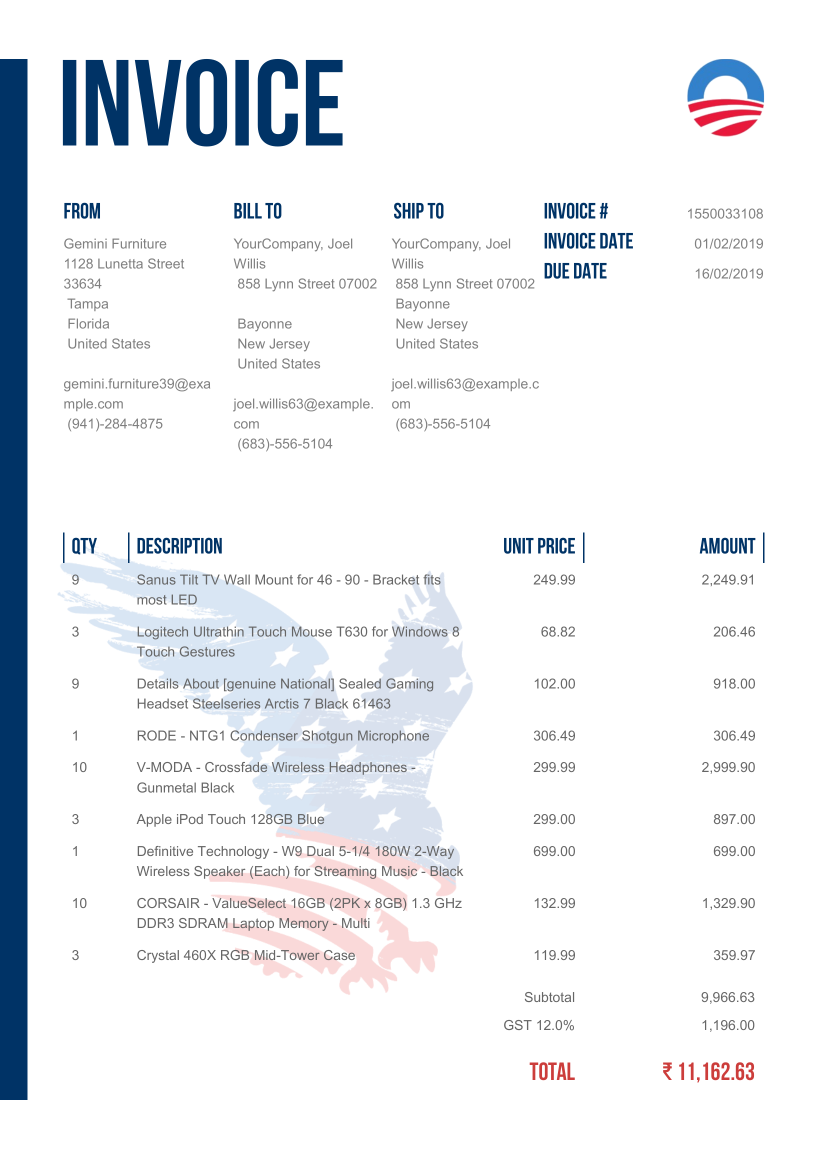 INVOICE
FROM
Gemini Furniture
1128 Lunetta Street
33634
Tampa
Florida
United States
gemini.furniture39@exa
mple.com
(941)-284-4875
BILL TO
YourCompany, Joel
Willis
858 Lynn Street 07002
Bayonne
New Jersey
United States
joel.willis63@example.
com
(683)-556-5104
SHIP TO
YourCompany, Joel
Willis
858 Lynn Street 07002
Bayonne
New Jersey
United States
joel.willis63@example.c
om
(683)-556-5104
INVOICE # 1550033108
INVOICE DATE 01/02/2019
DUE DATE 16/02/2019
QTY DESCRIPTION UNIT PRICE AMOUNT
9 Sanus Tilt TV Wall Mount for 46 - 90 - Bracket fits 249.99 2,249.91
most LED
3 Logitech Ultrathin Touch Mouse T630 for Windows 8 68.82 206.46
Touch Gestures
9 Details About [genuine National] Sealed Gaming 102.00 918.00
Headset Steelseries Arctis 7 Black 61463
1 RODE - NTG1 Condenser Shotgun Microphone 306.49 306.49
10 V-MODA - Crossfade Wireless Headphones - 299.99 2,999.90
Gunmetal Black
3 Apple iPod Touch 128GB Blue 299.00 897.00
1 Definitive Technology - W9 Dual 5-1/4 180W 2-Way 699.00 699.00
Wireless Speaker (Each) for Streaming Music - Black
10 CORSAIR - ValueSelect 16GB (2PK x 8GB) 1.3 GHz 132.99 1,329.90
DDR3 SDRAM Laptop Memory - Multi
3 Crystal 460X RGB Mid-Tower Case 119.99 359.97
Subtotal 9,966.63
GST 12.0% 1,196.00
TOTAL ₹ 11,162.63